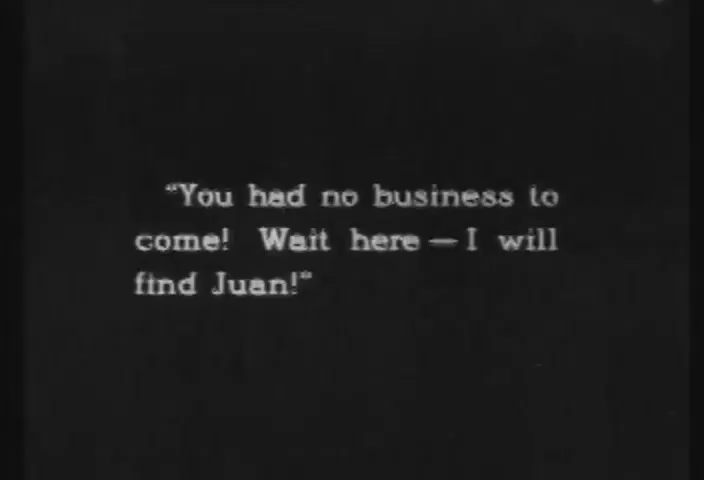 "You had no business to
come! Wait here — I will
find Juan!"